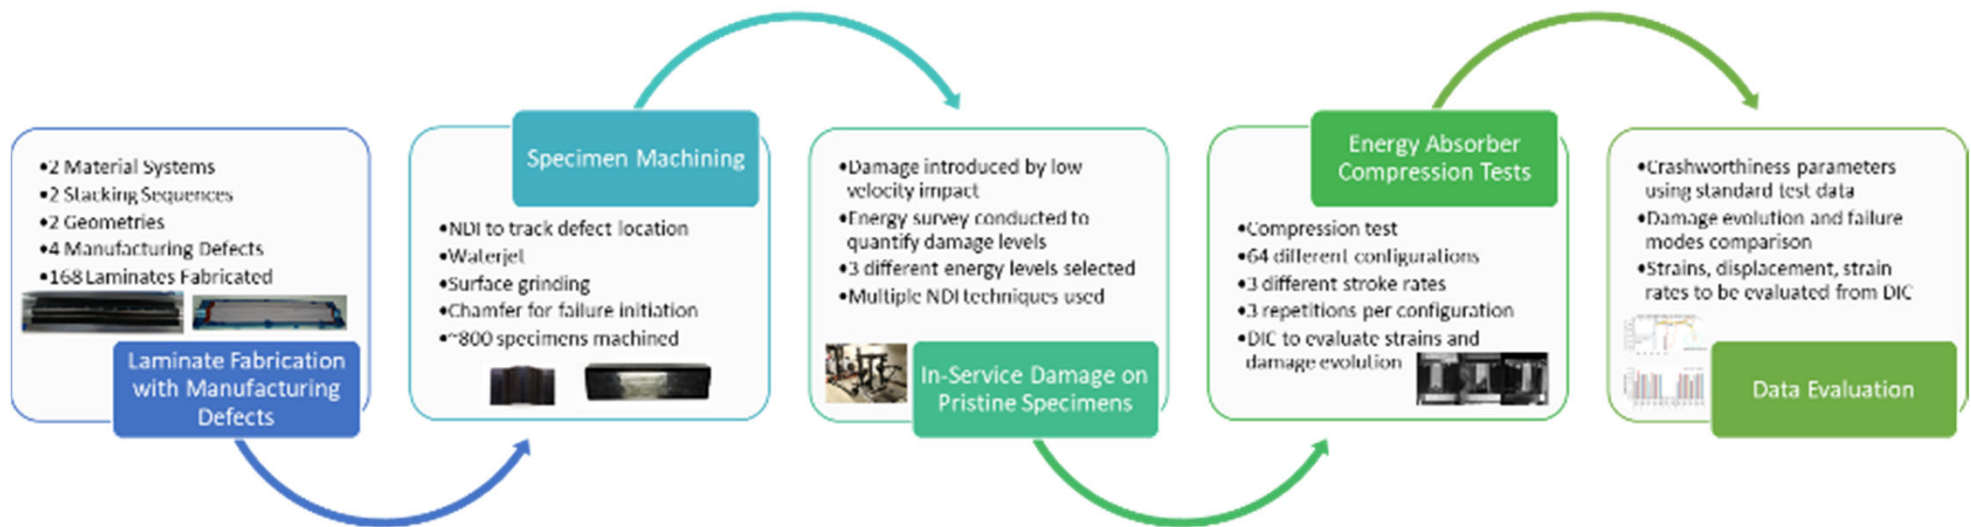 •2 Material Systems
•2 Stacking Sequences
•2 Geometries
•4 Manufacturing Defects
•168 Laminates Fabricated
Laminate Fabrication
with Manufacturing
Defects
Specimen Machining
•NDI to track defect location
•Waterjet
•Surface grinding
•Chamfer for failure initiation
•~800 specimens machined
•Damage introduced by low
velocity impact
•Energy survey conducted to
quantify damage levels
•3 different energy levels selected
•Multiple NDI techniques used
In-Service Damage on
Pristine Specimens
Energy Absorber
Compression Tests
•Compression test
•64 different configurations
•3 different stroke rates
•3 repetitions per configuration
•DIC to evaluate strains and
damage evolution
•Crashworthiness parameters
using standard test data
•Damage evolution and failure
modes comparison
•Strains, displacement, strain
rates to be evaluated from DIC
Data Evaluation